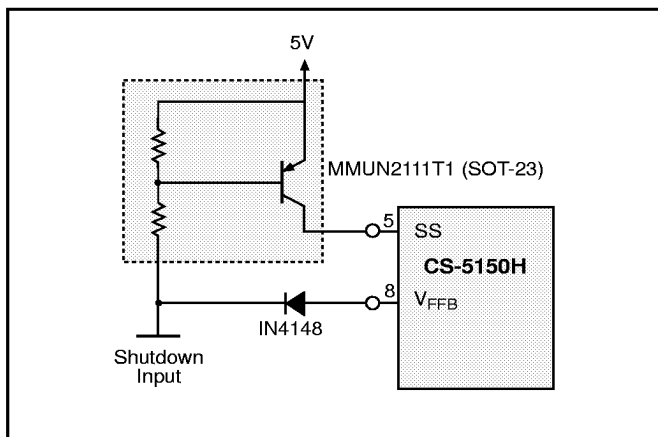 5V
MMUN2111T1 (SOT-23)
5
SS
CS-5150H
8
VFFB
IN4148
Shutdown
Input